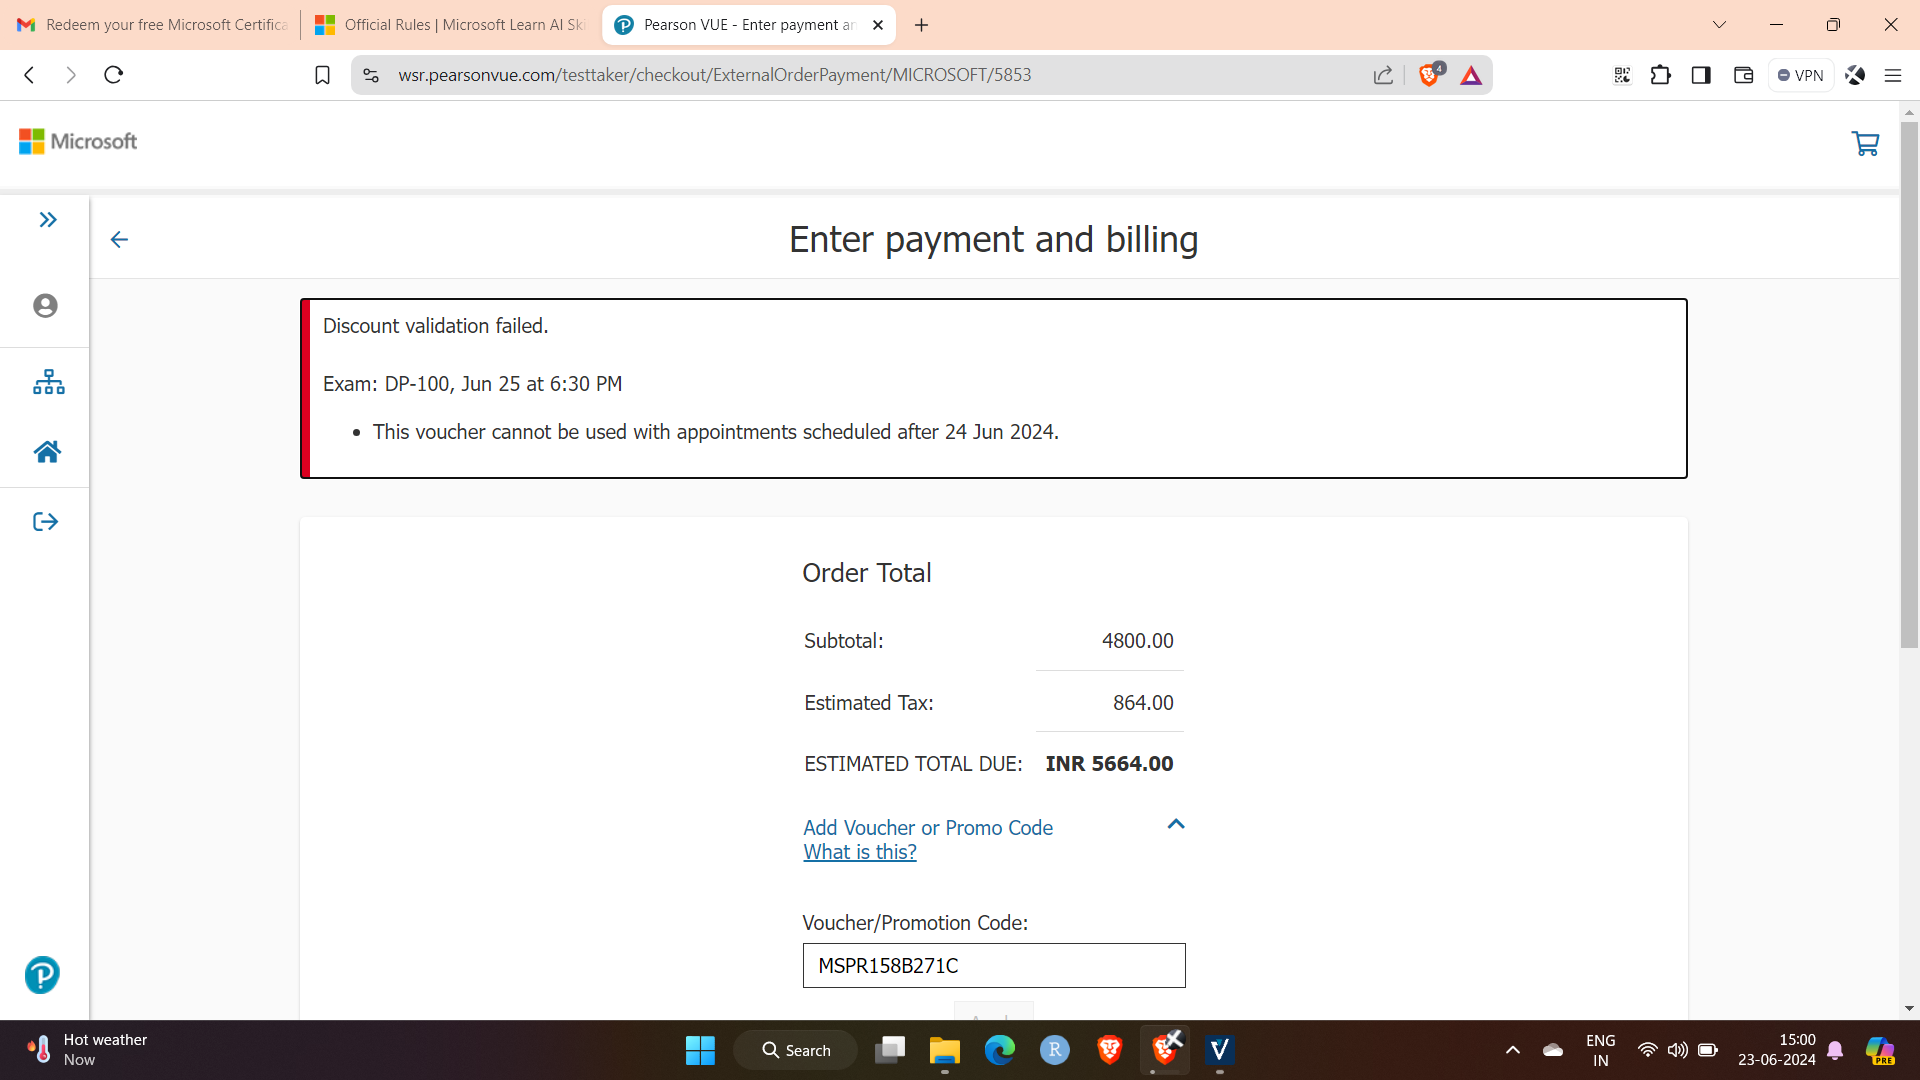 Redeem your free Microsoft Certifica
Official Rules | Microsoft Learn AI Ski
Pearson VUE - Enter payment an
wsr.pearsonvue.com/testtaker/checkout/ExternalOrderPayment/MICROSOFT/5853
4
VPN
Microsoft
Enter payment and billing
Discount validation failed.
Exam: DP-100, Jun 25 at 6:30 PM
• This voucher cannot be used with appointments scheduled after 24 Jun 2024.
Order Total
Subtotal: 4800.00
Estimated Tax: 864.00
ESTIMATED TOTAL DUE: INR 5664.00
Add Voucher or Promo Code
What is this?
Voucher/Promotion Code:
MSPR158B271C
Hot weather
Now
Search
R
PRE
ENG
IN
15:00
23-06-2024